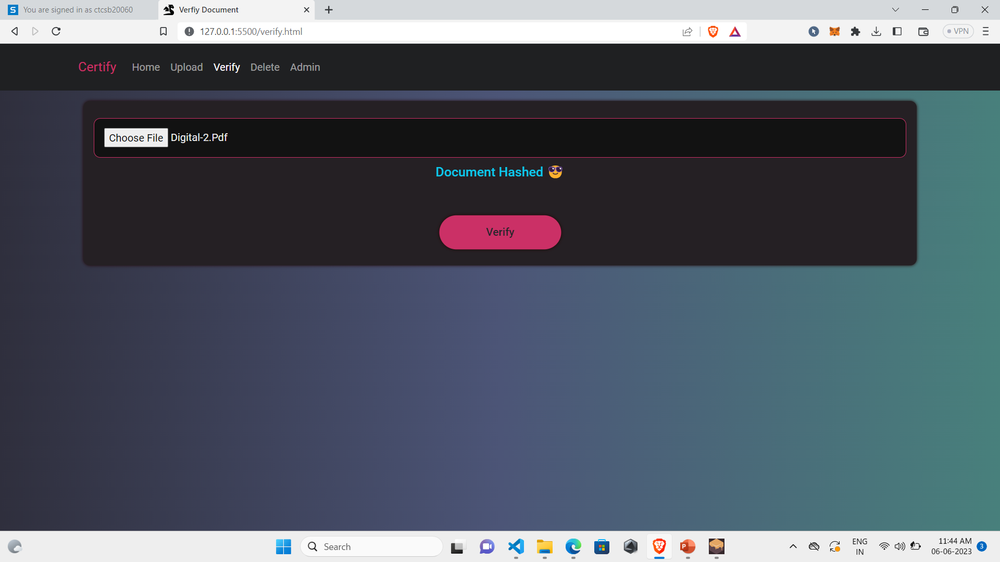 You are signed in as ctcsb20060
Verfiy Document
127.0.0.1:5500/verify.html
VPN
Certify Home Upload Verify Delete Admin
Choose File Digital-2.Pdf
Document Hashed 😎
Verify
Search
ENG
IN
11:44 AM
06-06-2023
3